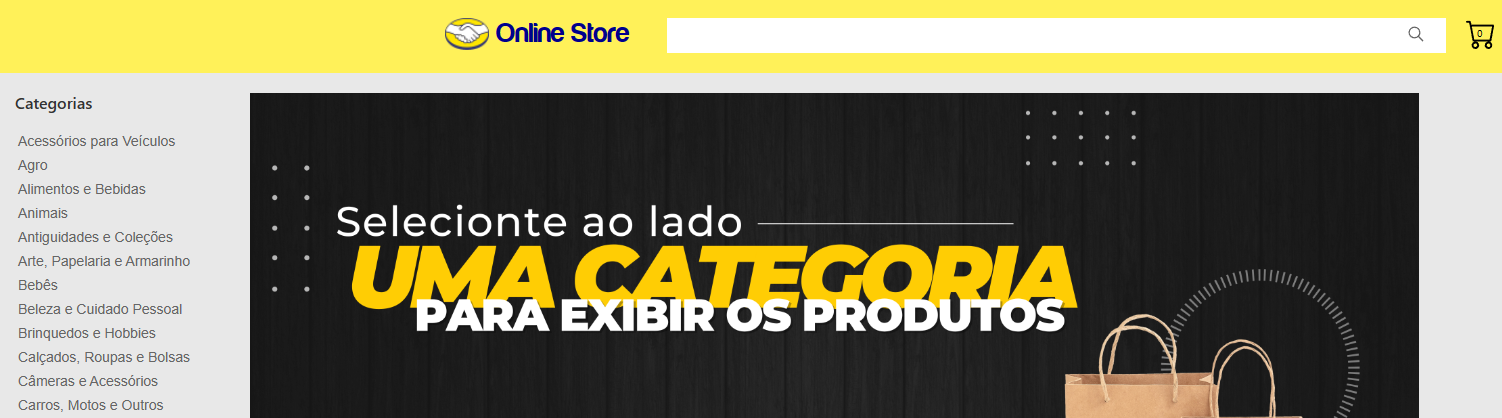 Online Store
0
Categorias
Acessórios para Veículos
Agro
Alimentos e Bebidas
Animais
Antiguidades e Coleções
Arte, Papelaria e Armarinho
Bebês
Beleza e Cuidado Pessoal
Brinquedos e Hobbies
Calçados, Roupas e Bolsas
Câmeras e Acessórios
Carros, Motos e Outros
Selecionte ao lado
UMA CATEGORIA
PARA EXIBIR OS PRODUTOS